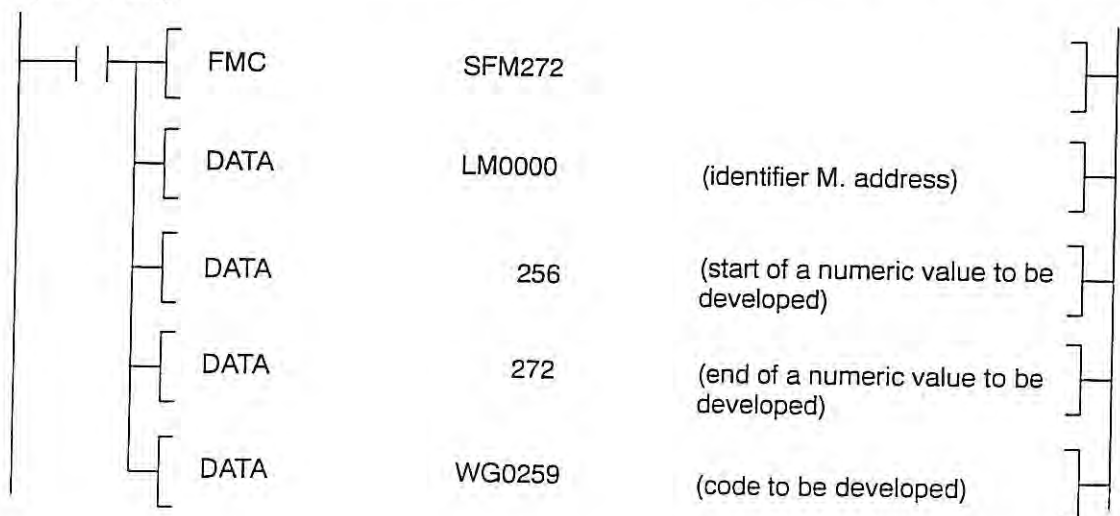 FMC SFM272
DATA LM0000 (identifier M. address)
DATA 256 (start of a numeric value to be
developed)
DATA 272 (end of a numeric value to be
developed)
DATA WG0259 (code to be developed)